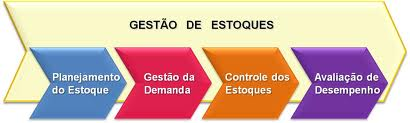 GESTÃO DE ESTOQUES
Planejamento
do Estoque
Gestão da
Demanda
Controle dos
Estoques
Avaliação de
Desempenho